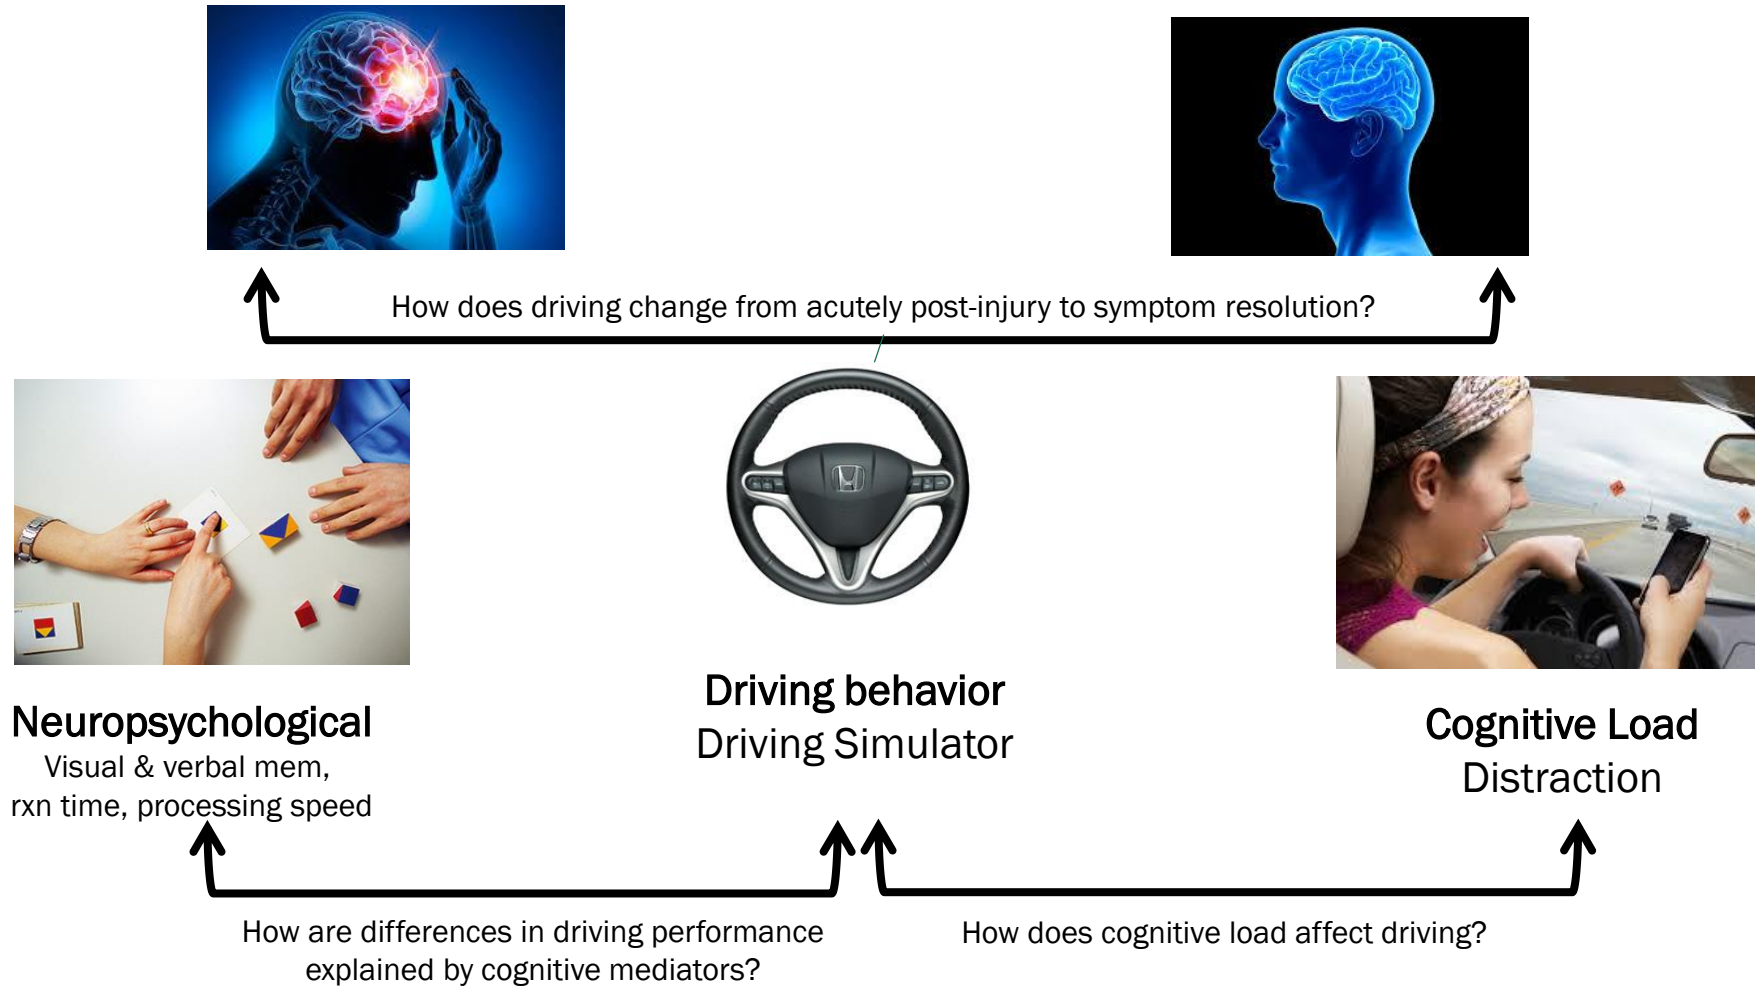 How does driving change from acutely post-injury to symptom resolution?
Neuropsychological
Visual & verbal mem,
rxn time, processing speed
Driving behavior
Driving Simulator
Cognitive Load
Distraction
How are differences in driving performance
explained by cognitive mediators?
How does cognitive load affect driving?